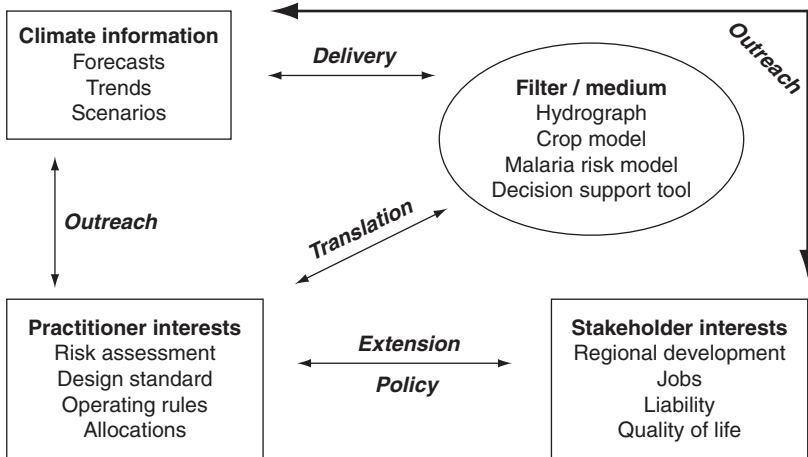 Climate information
Forecasts
Trends
Scenarios
Delivery
Outreach
Filter / medium
Hydrograph
Crop model
Malaria risk model
Decision support tool
Outreach
Translation
Practitioner interests
Risk assessment
Design standard
Operating rules
Allocations
Extension
Policy
Stakeholder interests
Regional development
Jobs
Liability
Quality of life